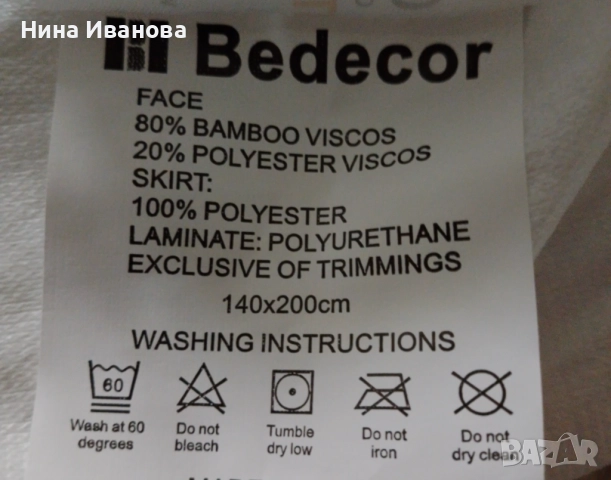 Нина Иванова
Bedecor
FACE
80% BAMBOO VISCOS
20% POLYESTER VISCOS
SKIRT:
100% POLYESTER
LAMINATE: POLYURETHANE
EXCLUSIVE OF TRIMMINGS
140x200cm
WASHING INSTRUCTIONS
60
Wash at 60
degrees
Do not
bleach
Tumble
dry low
Do not
iron
Do not
dry clean
BAZAR